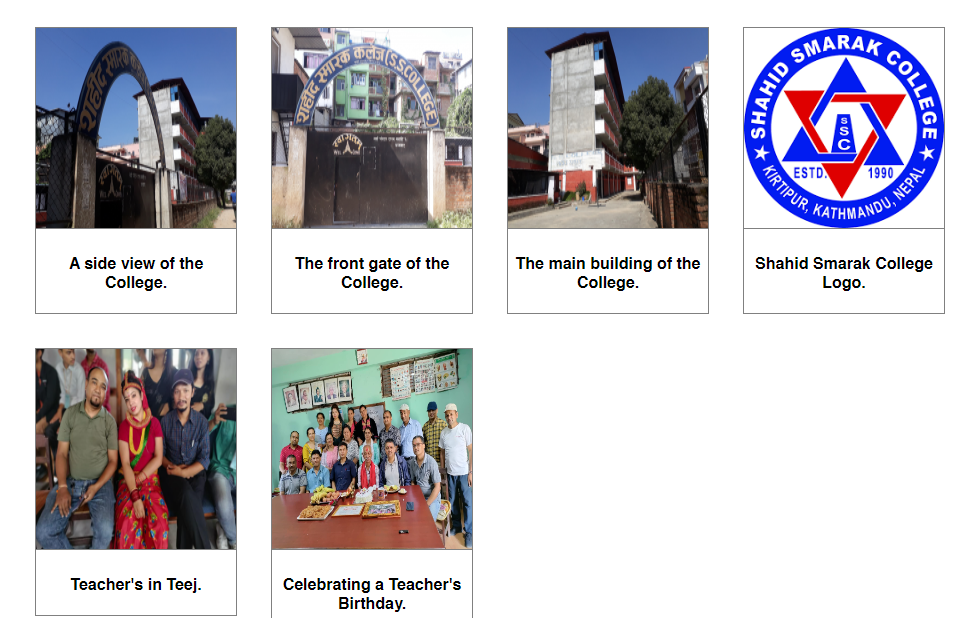 शहीद स्मारक क
शहीद स्मारक कलेज (S.S.COLLEGE)
स्वागतम्
SHAHID SMARAK COLLEGE
SSC
ESTD. 1990
KIRTIPUR, KATHMANDU, NEPAL
A side view of the
College.
The front gate of the
College.
The main building of the
College.
Shahid Smarak College
Logo.
Teacher's in Teej.
Celebrating a Teacher's
Birthday.